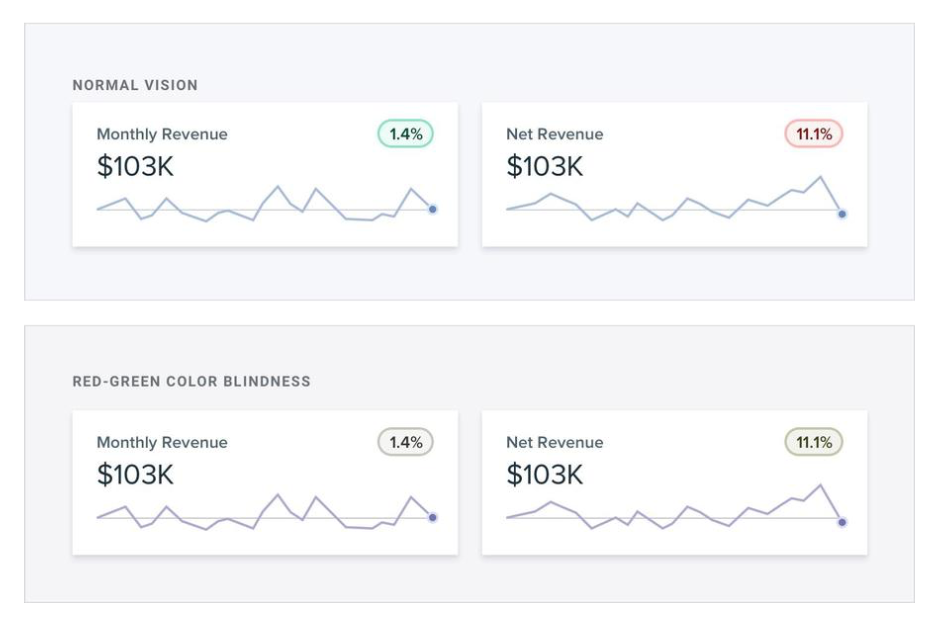 NORMAL VISION
Monthly Revenue 1.4%
$103K
Net Revenue 11.1%
$103K
RED-GREEN COLOR BLINDNESS
Monthly Revenue 1.4%
$103K
Net Revenue 11.1%
$103K